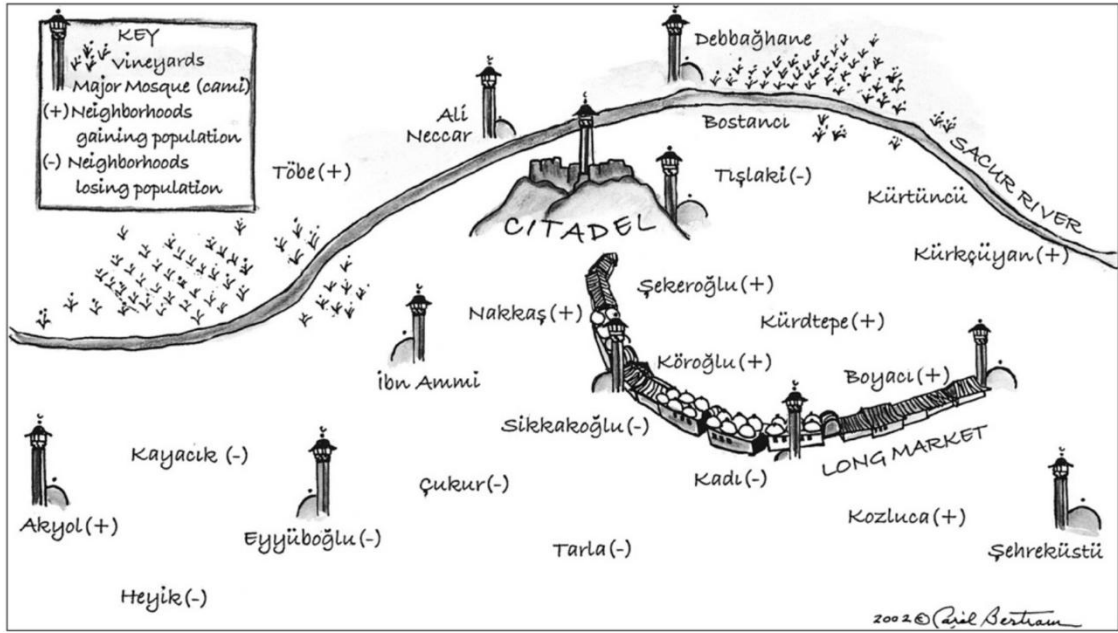 KEY
vineyards
Major Mosque (cami)
(+) Neighborhoods
gaining population
(-) Neighborhoods
losing population
Debbağhane
Ali
Neccar
Bostancı
Töbe (+)
Tışlaki (-)
SACUR RIVER
Kürtüncü
CITADEL
Kürkçüyan (+)
Şekeroğlu (+)
Nakkaş (+)
Kürdtepe (+)
Köroğlu (+)
İbn Ammi
Boyacı (+)
Sikkakoğlu (-)
LONG MARKET
Kayacık (-)
Çukur (-)
Kadı (-)
Akyol (+)
Eyyüboğlu (-)
Kozluca (+)
Tarla (-)
Şehreküstü
Heyik (-)
2002 © Carel Bertram